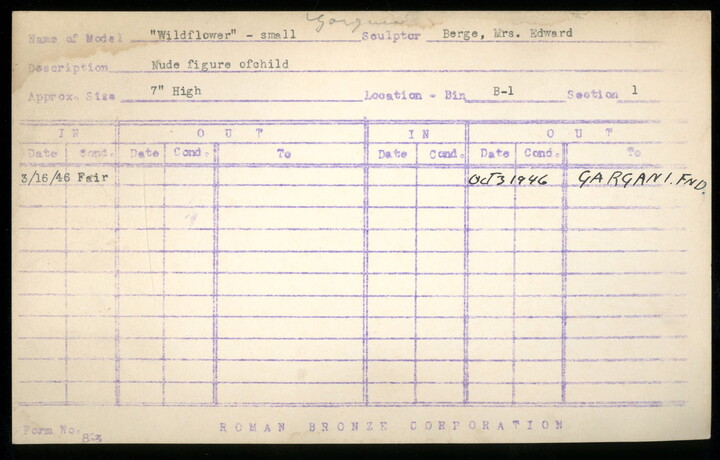 Name of Model "Wildflower" - small Sculptor Berge, Mrs. Edward
Description Nude figure ofchild
Approx. Size 7" High Location - Bin B-1 Section 1
IN OUT IN OUT
Date Cond. Date Cond. To Date Cond. Date Cond. To
3/16/46 Fair Oct 3 1946 GARGANI. FND.
Form No. ROMAN BRONZE CORPORATION